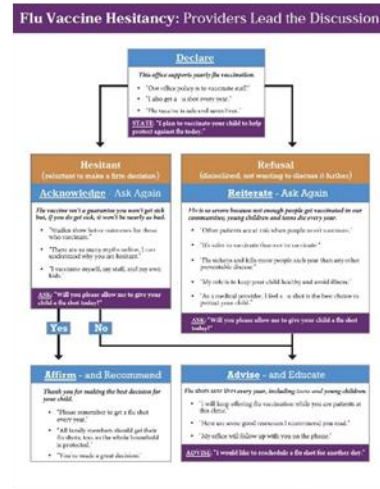 Flu Vaccine Hesitancy: Providers Lead the Discussion
Declare
This office supports yearly flu vaccination.
"Our office policy is to vaccinate staff."
"I also get a u shot every year."
"The vaccine is safe and
STATE: "I plan to vaccinate your child to help
protect against flu today."
Hesitant
(reluctant to make a firm decision)
Acknowledge - Ask Again
Flu vaccine isn't a guarantee you won't get sick
but, if you do get sick, it won't be nearly as bad.
"Studies show better outcomes for those
who vaccinate."
"There are so many myths online, I can
understand why you are hesitant."
"I vaccinate myself, my staff, and my own
kids."
ASK: "Will you please allow me to give your
child a flu shot today?"
Refusal
(disinclined, not wanting to discuss it further)
Reiterate - Ask Again
Flu is so severe because not enough people get vaccinated in our
communities; young children and teens die every year.
"Other patients are at risk when people aren't vaccinated."
"It's safer to vaccinate than not to vaccinate."
"Flu sickens and kills more people each year than any other
preventable disease."
"My role is to keep your child healthy and avoid illness."
"As a medical provider, I feel a u shot is the best choice to
protect your child."
ASK: "Will you please allow me to give your child a flu shot
today?"
Yes
No
Affirm - and Recommend
Thank you for making the best decision for
your child.
"Please remember to get a flu shot
every year."
"All family members should get their
flu shots, too, so the whole household
is protected."
"You've made a great decision."
Advise - and Educate
Flu shots save lives every year, including teens and young children.
"I will keep offering flu vaccination while you are patients at
this clinic."
"Here are some good resources I recommend you read."
"My office will follow up with you on the phone."
ADVISE: "I would like to reschedule a flu shot for another day."